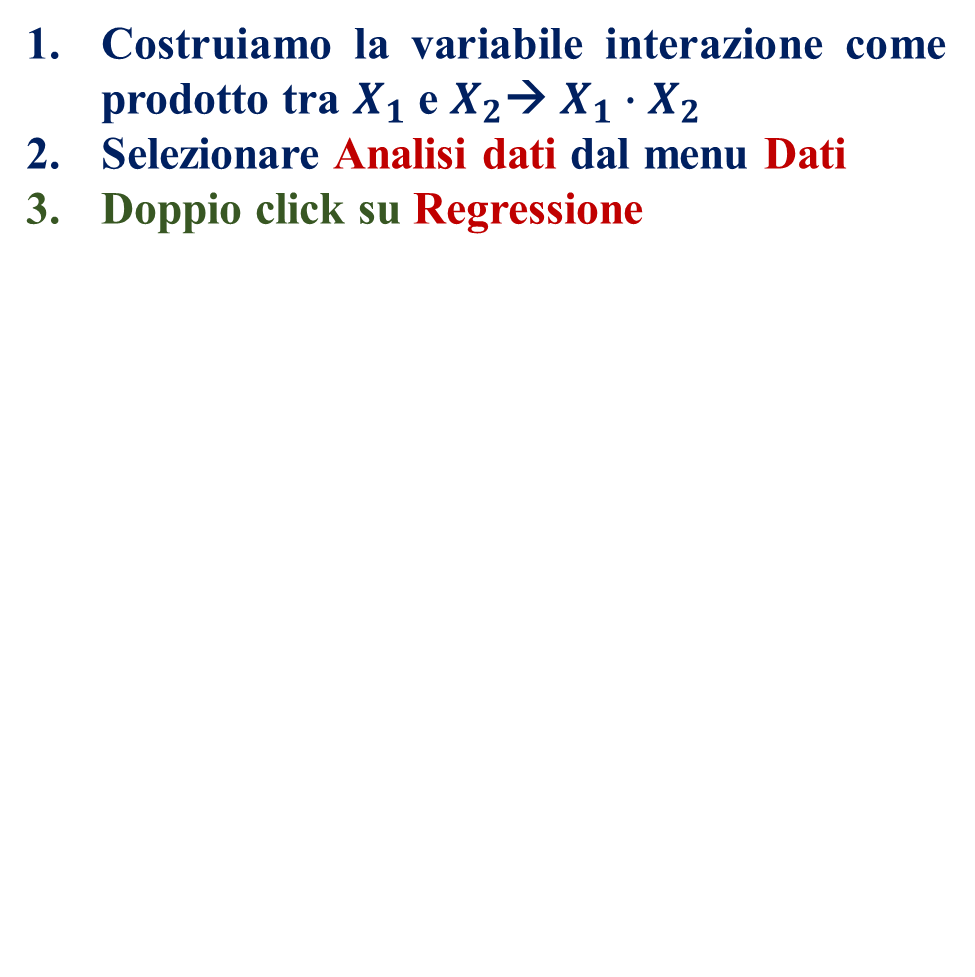 1. Costruiamo la variabile interazione come
prodotto tra X₁ e X₂→ X₁ · X₂
2. Selezionare Analisi dati dal menu Dati
3. Doppio click su Regressione